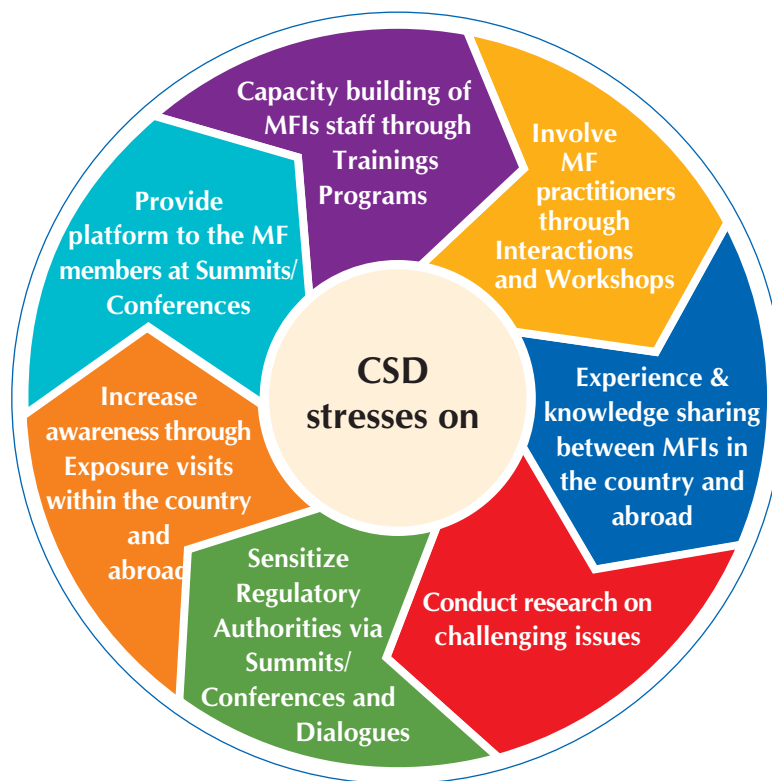 CSD
stresses on
Capacity building of
MFIs staff through
Trainings
Programs
Involve
MF
practitioners
through
Interactions
and Workshops
Experience &
knowledge sharing
between MFIs in
the country and
abroad
Conduct research on
challenging issues
Sensitize
Regulatory
Authorities via
Summits/
Conferences and
Dialogues
Increase
awareness through
Exposure visits
within the country
and
abroad
Provide
platform to the MF
members at Summits/
Conferences